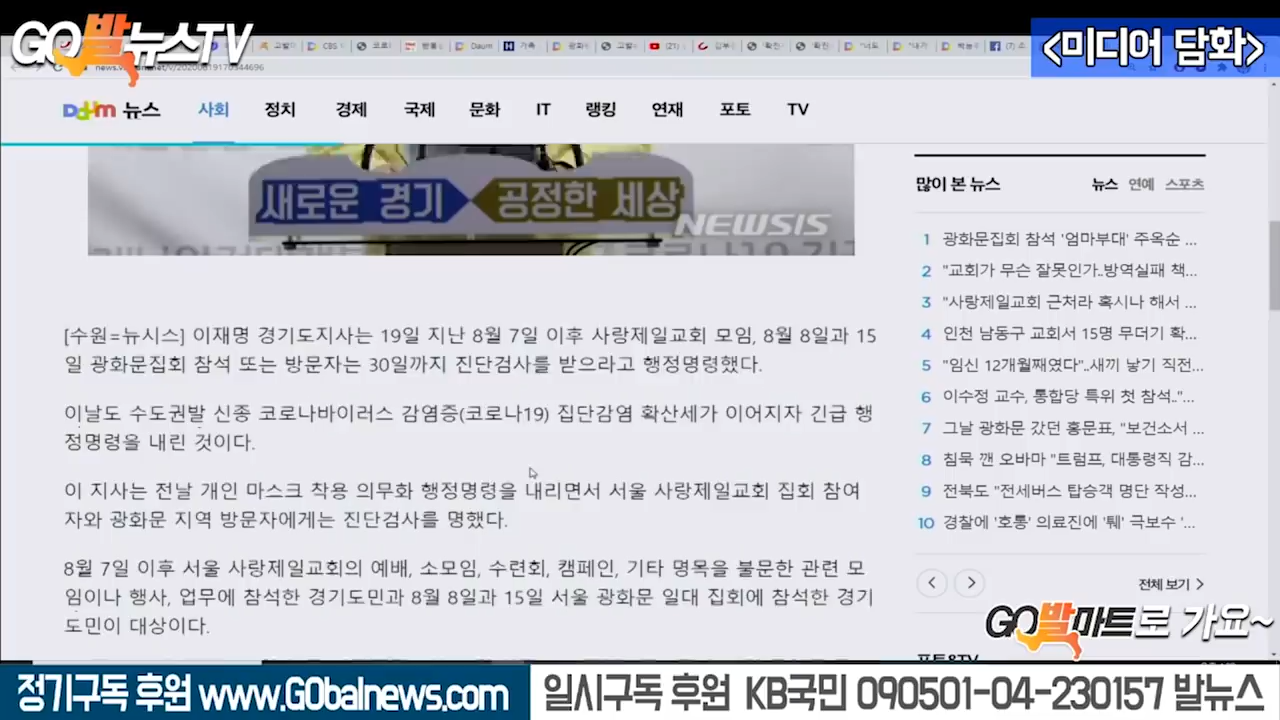 GO발뉴스TV
<미디어 담화>
Daum 뉴스 사회 정치 경제 국제 문화 IT 랭킹 연재 포토 TV
새로운 경기 공정한 세상
NEWSIS
[수원=뉴시스] 이재명 경기도지사는 19일 지난 8월 7일 이후 사랑제일교회 모임, 8월 8일과 15
일 광화문집회 참석 또는 방문자는 30일까지 진단검사를 받으라고 행정명령했다.
이날도 수도권발 신종 코로나바이러스 감염증(코로나19) 집단감염 확산세가 이어지자 긴급 행
정명령을 내린 것이다.
이 지사는 전날 개인 마스크 착용 의무화 행정명령을 내리면서 서울 사랑제일교회 집회 참여
자와 광화문 지역 방문자에게는 진단검사를 명했다.
8월 7일 이후 서울 사랑제일교회의 예배, 소모임, 수련회, 캠페인, 기타 명목을 불문한 관련 모
임이나 행사, 업무에 참석한 경기도민과 8월 8일과 15일 서울 광화문 일대 집회에 참석한 경기
도민이 대상이다.
많이 본 뉴스 뉴스 연예 스포츠
1 광화문집회 참석 '엄마부대' 주옥순 ...
2 "교회가 무슨 잘못인가..방역실패 책...
3 "사랑제일교회 근처라 혹시나 해서 ...
4 인천 남동구 교회서 15명 무더기 확...
5 "임신 12개월째였다"..새끼 낳기 직전...
6 이수정 교수, 통합당 특위 첫 참석.."...
7 그날 광화문 갔던 홍문표, "보건소서 ...
8 침묵 깬 오바마 "트럼프, 대통령직 감...
9 전북도 "전세버스 탑승객 명단 작성...
10 경찰에 '호통' 의료진에 '퉤' 극보수 '...
전체 보기
GO발마트로 가요~
포토&TV
정기구독 후원 www.GObalnews.com
일시구독 후원 KB국민 090501-04-230157 발뉴스